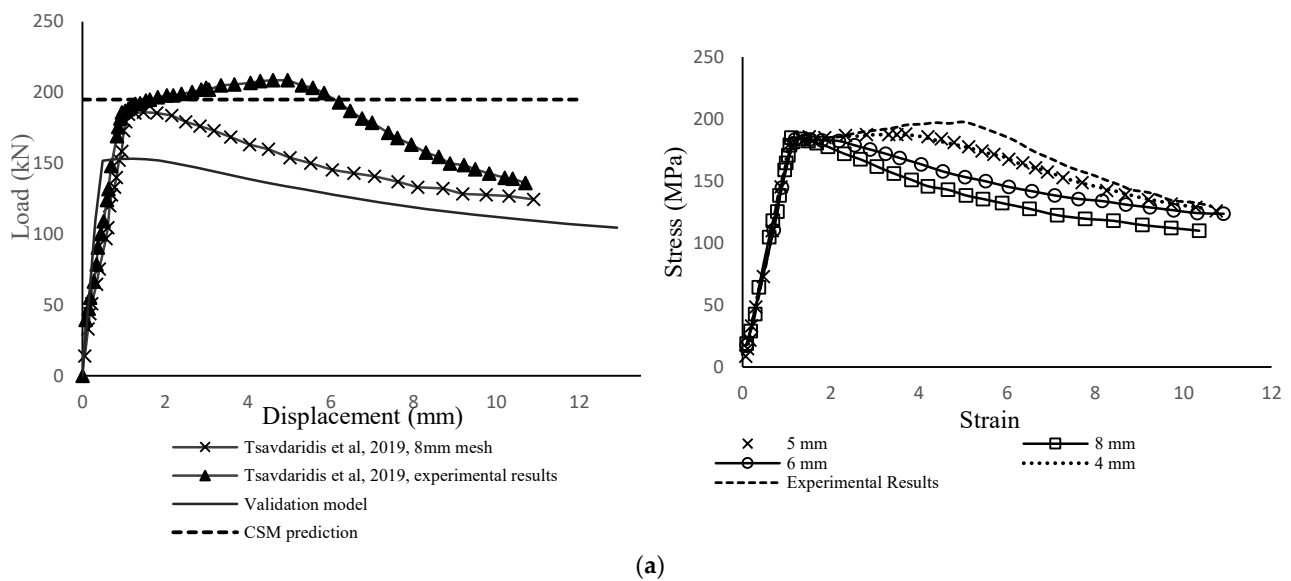 250
200
150
100
50
0
Load (kN)
0 2 4 6 8 10 12
Displacement (mm)
Tsavdaridis et al, 2019, 8mm mesh
Tsavdaridis et al, 2019, experimental results
Validation model
CSM prediction
250
200
150
100
50
0
Stress (MPa)
0 2 4 6 8 10 12
Strain
5 mm 8 mm
6 mm 4 mm
Experimental Results
(a)